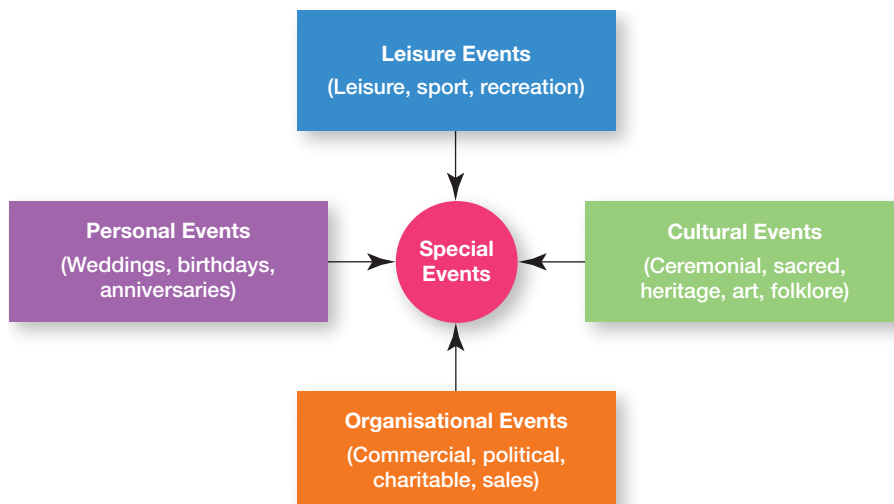 Leisure Events
(Leisure, sport, recreation)
Personal Events
(Weddings, birthdays,
anniversaries)
Special
Events
Cultural Events
(Ceremonial, sacred,
heritage, art, folklore)
Organisational Events
(Commercial, political,
charitable, sales)